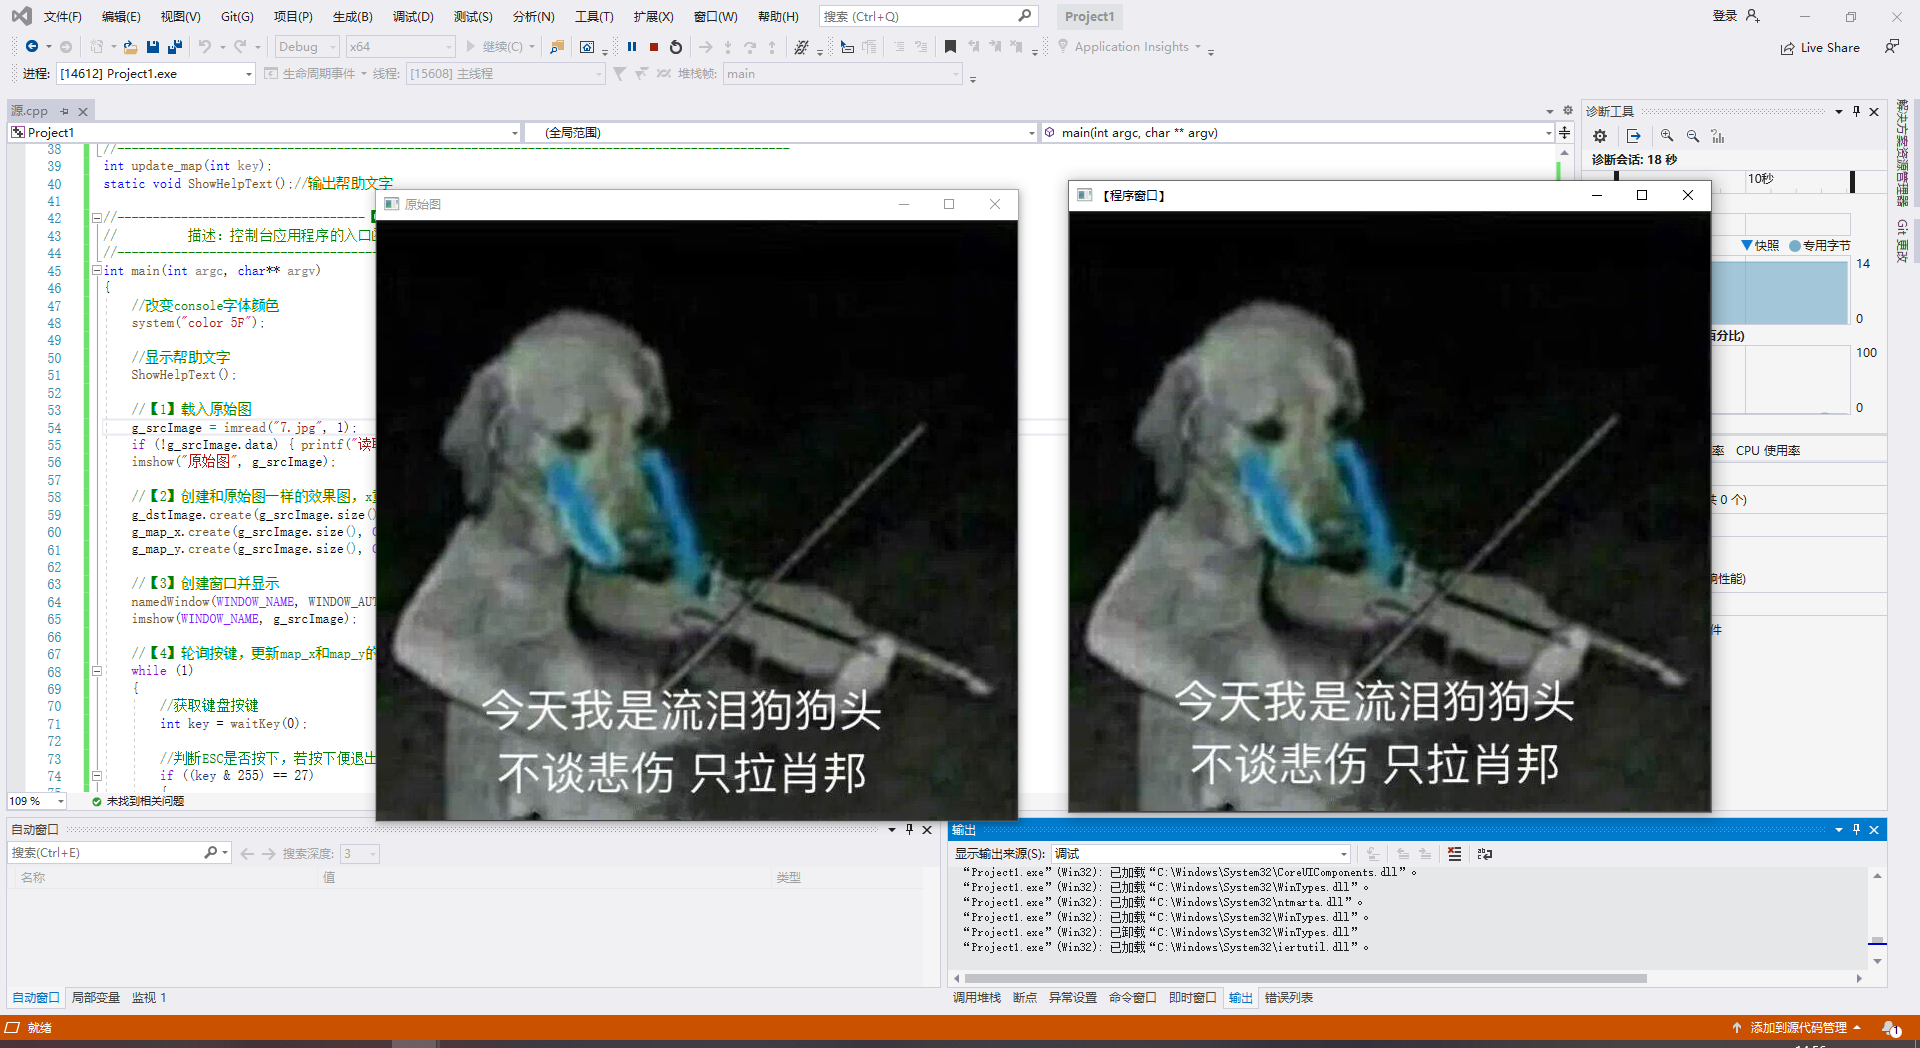 文件(F) 编辑(E) 视图(V) Git(G) 项目(P) 生成(B) 调试(D) 测试(S) 分析(N) 工具(T) 扩展(X) 窗口(W) 帮助(H) 搜索 (Ctrl+Q) Project1 登录
Debug x64 继续(C) Application Insights Live Share
进程: [14612] Project1.exe 生命周期事件 线程: [15608] 主线程 堆栈帧: main
源.cpp
Project1 (全局范围) main(int argc, char ** argv)
38 //------------------------------------------------------------
39 int update_map(int key);
40 static void ShowHelpText();//输出帮助文字
41
42 //-----------------------------------
43 // 描述: 控制台应用程序的入口
44 //-----------------------------------
45 int main(int argc, char** argv)
46 {
47 //改变console字体颜色
48 system("color 5F");
49
50 //显示帮助文字
51 ShowHelpText();
52
53 //【1】载入原始图
54 g_srcImage = imread("7.jpg", 1);
55 if (!g_srcImage.data) { printf("读
56 imshow("原始图", g_srcImage);
57
58 //【2】创建和原始图一样的效果图, x
59 g_dstImage.create(g_srcImage.size()
60 g_map_x.create(g_srcImage.size(),
61 g_map_y.create(g_srcImage.size(),
62
63 //【3】创建窗口并显示
64 namedWindow(WINDOW_NAME, WINDOW_AUT
65 imshow(WINDOW_NAME, g_srcImage);
66
67 //【4】轮询按键, 更新map_x和map_y的
68 while (1)
69 {
70 //获取键盘按键
71 int key = waitKey(0);
72
73 //判断ESC是否按下, 若按下便退出
74 if ((key & 255) == 27)
109 % 未找到相关问题
原始图
今天我是流泪狗狗头
不谈悲伤 只拉肖邦
【程序窗口】
今天我是流泪狗狗头
不谈悲伤 只拉肖邦
诊断工具
诊断会话: 18 秒
10秒
快照 专用字节
14
0
百分比)
100
0
率 CPU 使用率
共 0 个)
响性能)
件
解决方案资源管理器
Git 更改
自动窗口
搜索(Ctrl+E) 搜索深度: 3
名称 值 类型
自动窗口 局部变量 监视 1
输出
显示输出来源(S): 调试
“Project1.exe”(Win32): 已加载“C:\Windows\System32\CoreUIComponents.dll”。
“Project1.exe”(Win32): 已加载“C:\Windows\System32\WinTypes.dll”。
“Project1.exe”(Win32): 已加载“C:\Windows\System32\ntmarta.dll”。
“Project1.exe”(Win32): 已加载“C:\Windows\System32\WinTypes.dll”。
“Project1.exe”(Win32): 已卸载“C:\Windows\System32\WinTypes.dll”
“Project1.exe”(Win32): 已加载“C:\Windows\System32\iertutil.dll”。
调用堆栈 断点 异常设置 命令窗口 即时窗口 输出 错误列表
就绪 添加到源代码管理 1